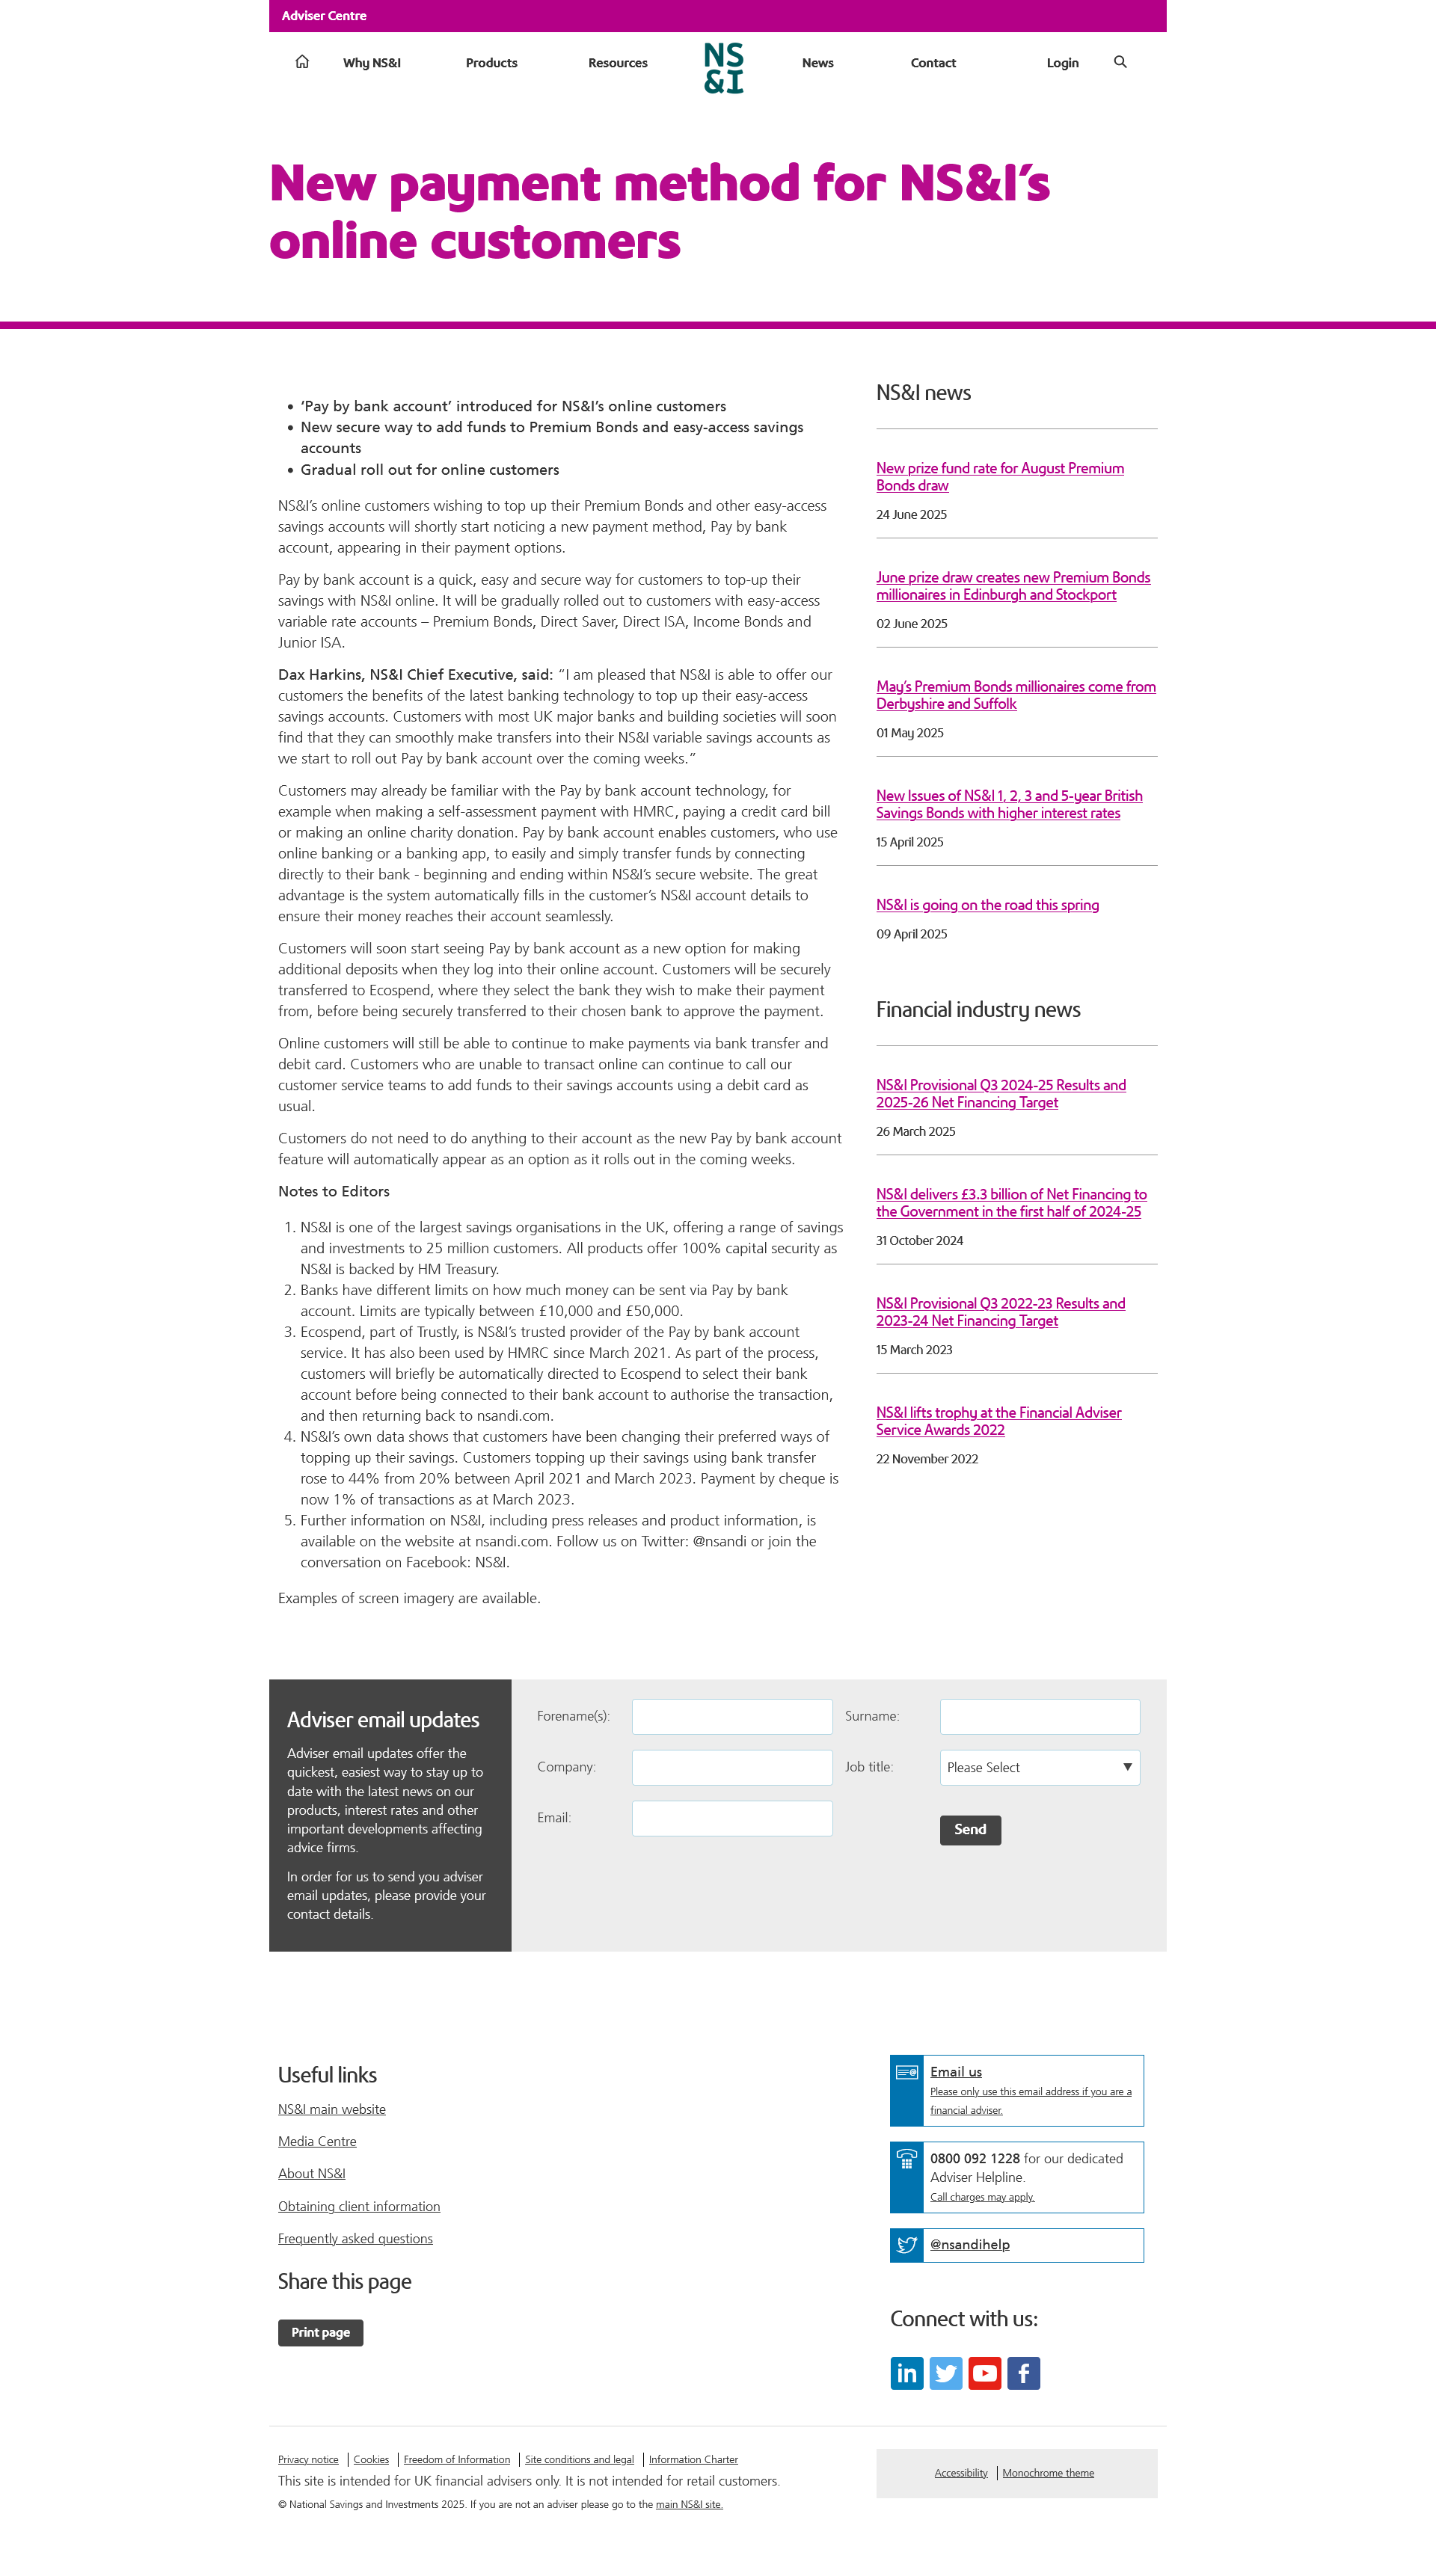 Adviser Centre
Why NS&I
Products
Resources
NS
&I
News
Contact
Login
New payment method for NS&I’s
online customers
‘Pay by bank account’ introduced for NS&I’s online customers
New secure way to add funds to Premium Bonds and easy-access savings
accounts
Gradual roll out for online customers
NS&I’s online customers wishing to top up their Premium Bonds and other easy-access
savings accounts will shortly start noticing a new payment method, Pay by bank
account, appearing in their payment options.
Pay by bank account is a quick, easy and secure way for customers to top-up their
savings with NS&I online. It will be gradually rolled out to customers with easy-access
variable rate accounts – Premium Bonds, Direct Saver, Direct ISA, Income Bonds and
Junior ISA.
Dax Harkins, NS&I Chief Executive, said: “I am pleased that NS&I is able to offer our
customers the benefits of the latest banking technology to top up their easy-access
savings accounts. Customers with most UK major banks and building societies will soon
find that they can smoothly make transfers into their NS&I variable savings accounts as
we start to roll out Pay by bank account over the coming weeks.”
Customers may already be familiar with the Pay by bank account technology, for
example when making a self-assessment payment with HMRC, paying a credit card bill
or making an online charity donation. Pay by bank account enables customers, who use
online banking or a banking app, to easily and simply transfer funds by connecting
directly to their bank - beginning and ending within NS&I’s secure website. The great
advantage is the system automatically fills in the customer’s NS&I account details to
ensure their money reaches their account seamlessly.
Customers will soon start seeing Pay by bank account as a new option for making
additional deposits when they log into their online account. Customers will be securely
transferred to Ecospend, where they select the bank they wish to make their payment
from, before being securely transferred to their chosen bank to approve the payment.
Online customers will still be able to continue to make payments via bank transfer and
debit card. Customers who are unable to transact online can continue to call our
customer service teams to add funds to their savings accounts using a debit card as
usual.
Customers do not need to do anything to their account as the new Pay by bank account
feature will automatically appear as an option as it rolls out in the coming weeks.
Notes to Editors
1. NS&I is one of the largest savings organisations in the UK, offering a range of savings
and investments to 25 million customers. All products offer 100% capital security as
NS&I is backed by HM Treasury.
2. Banks have different limits on how much money can be sent via Pay by bank
account. Limits are typically between £10,000 and £50,000.
3. Ecospend, part of Trustly, is NS&I’s trusted provider of the Pay by bank account
service. It has also been used by HMRC since March 2021. As part of the process,
customers will briefly be automatically directed to Ecospend to select their bank
account before being connected to their bank account to authorise the transaction,
and then returning back to nsandi.com.
4. NS&I’s own data shows that customers have been changing their preferred ways of
topping up their savings. Customers topping up their savings using bank transfer
rose to 44% from 20% between April 2021 and March 2023. Payment by cheque is
now 1% of transactions as at March 2023.
5. Further information on NS&I, including press releases and product information, is
available on the website at nsandi.com. Follow us on Twitter: @nsandi or join the
conversation on Facebook: NS&I.
Examples of screen imagery are available.
NS&I news
New prize fund rate for August Premium
Bonds draw
24 June 2025
June prize draw creates new Premium Bonds
millionaires in Edinburgh and Stockport
02 June 2025
May’s Premium Bonds millionaires come from
Derbyshire and Suffolk
01 May 2025
New Issues of NS&I 1, 2, 3 and 5-year British
Savings Bonds with higher interest rates
15 April 2025
NS&I is going on the road this spring
09 April 2025
Financial industry news
NS&I Provisional Q3 2024-25 Results and
2025-26 Net Financing Target
26 March 2025
NS&I delivers £3.3 billion of Net Financing to
the Government in the first half of 2024-25
31 October 2024
NS&I Provisional Q3 2022-23 Results and
2023-24 Net Financing Target
15 March 2023
NS&I lifts trophy at the Financial Adviser
Service Awards 2022
22 November 2022
Adviser email updates
Adviser email updates offer the
quickest, easiest way to stay up to
date with the latest news on our
products, interest rates and other
important developments affecting
advice firms.
In order for us to send you adviser
email updates, please provide your
contact details.
Forename(s):
Surname:
Company:
Job title:
Please Select
Email:
Send
Useful links
NS&I main website
Media Centre
About NS&I
Obtaining client information
Frequently asked questions
Share this page
Print page
Email us
Please only use this email address if you are a
financial adviser.
0800 092 1228 for our dedicated
Adviser Helpline.
Call charges may apply.
@nsandihelp
Connect with us:
Privacy notice
Cookies
Freedom of Information
Site conditions and legal
Information Charter
This site is intended for UK financial advisers only. It is not intended for retail customers.
© National Savings and Investments 2025. If you are not an adviser please go to the main NS&I site.
Accessibility
Monochrome theme